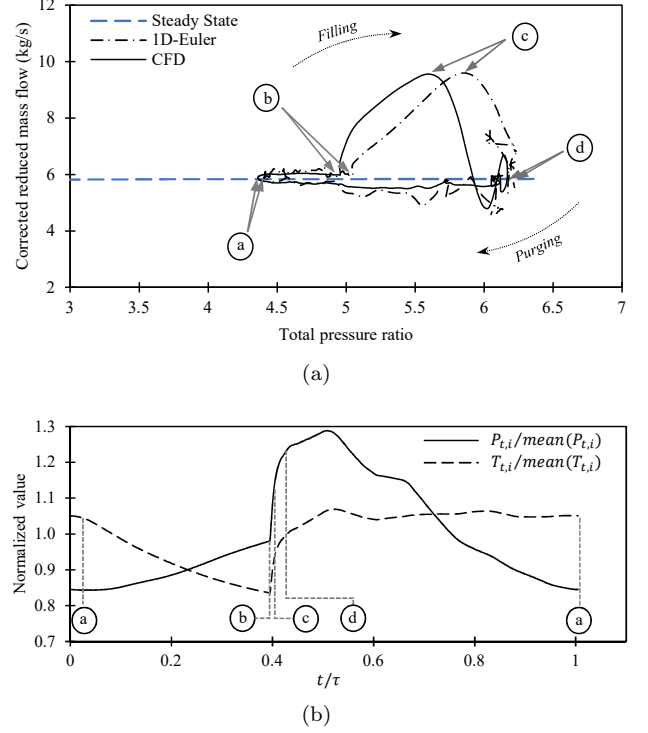 Corrected reduced mass flow (kg/s)
12
10
8
6
4
2
Steady State
1D-Euler
CFD
Filling
c
b
d
a
Purging
3 3.5 4 4.5 5 5.5 6 6.5 7
Total pressure ratio
(a)
Normalized value
1.3
1.2
1.1
1.0
0.9
0.8
0.7
P_{t,i}/mean(P_{t,i})
T_{t,i}/mean(T_{t,i})
a b c d a
0 0.2 0.4 0.6 0.8 1
t/τ
(b)